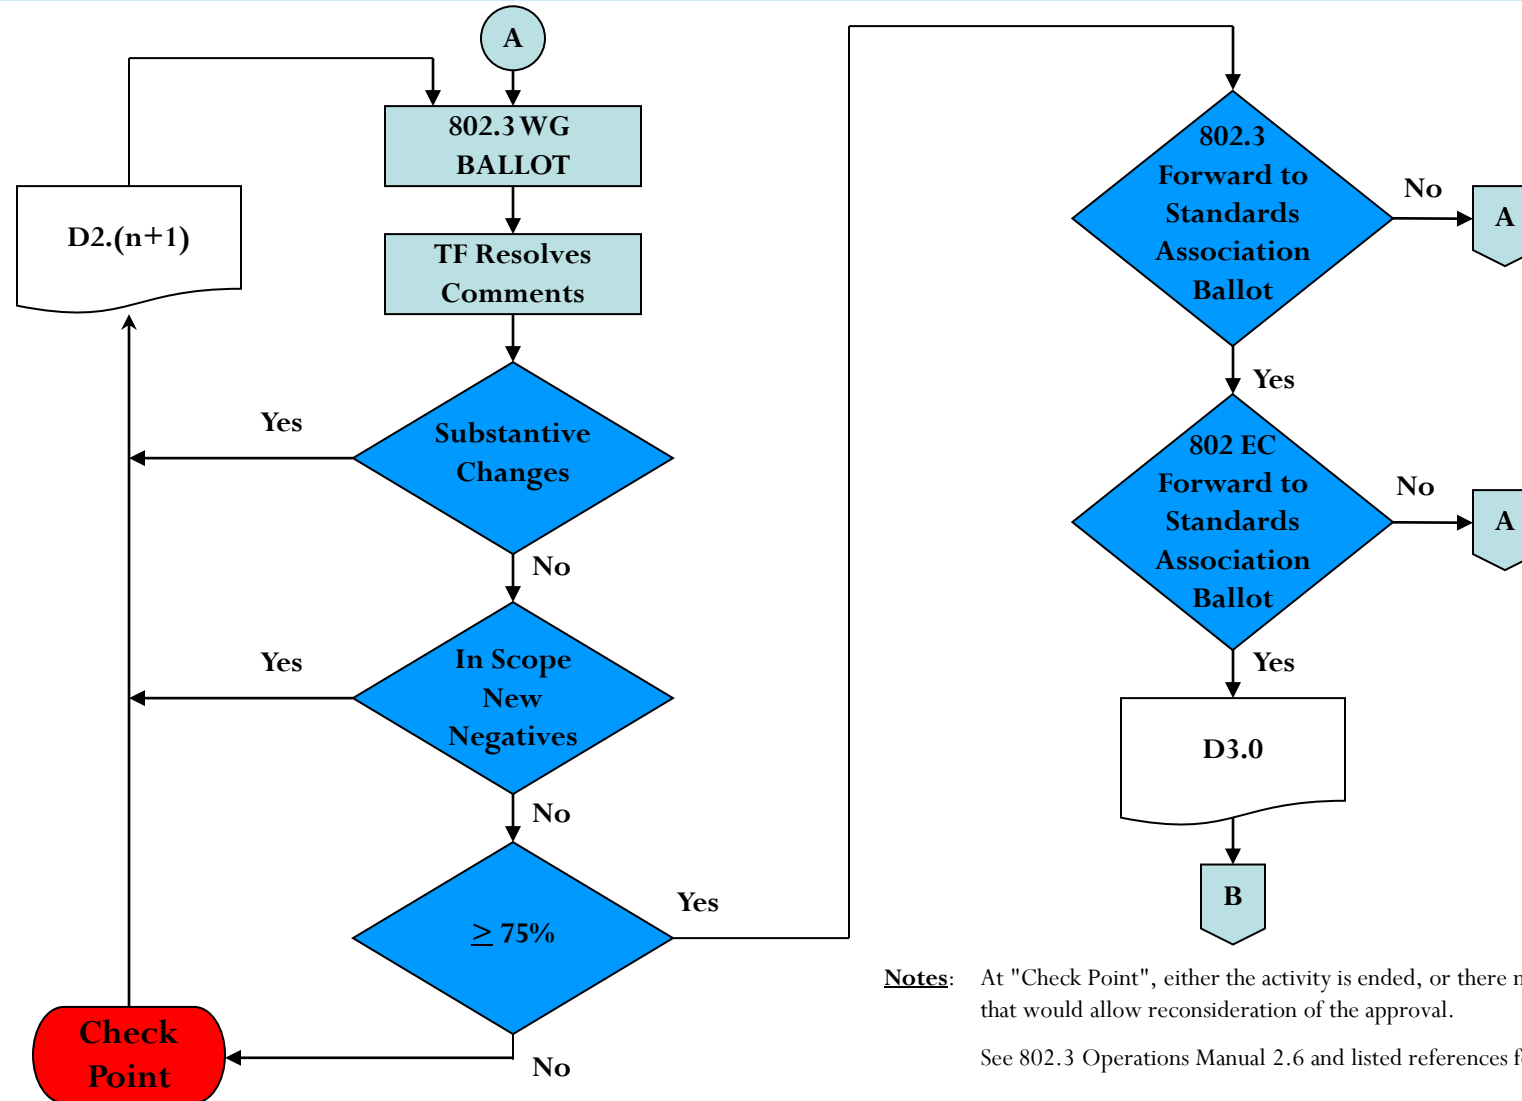 A
802.3 WG
BALLOT
D2.(n+1)
TF Resolves
Comments
Yes
Substantive
Changes
No
Yes
In Scope
New
Negatives
No
≥ 75%
Yes
No
Check
Point
802.3
Forward to
Standards
Association
Ballot
No
A
Yes
802 EC
Forward to
Standards
Association
Ballot
No
A
Yes
D3.0
B
Notes: At "Check Point", either the activity is ended, or there
that would allow reconsideration of the approval.
See 802.3 Operations Manual 2.6 and listed references